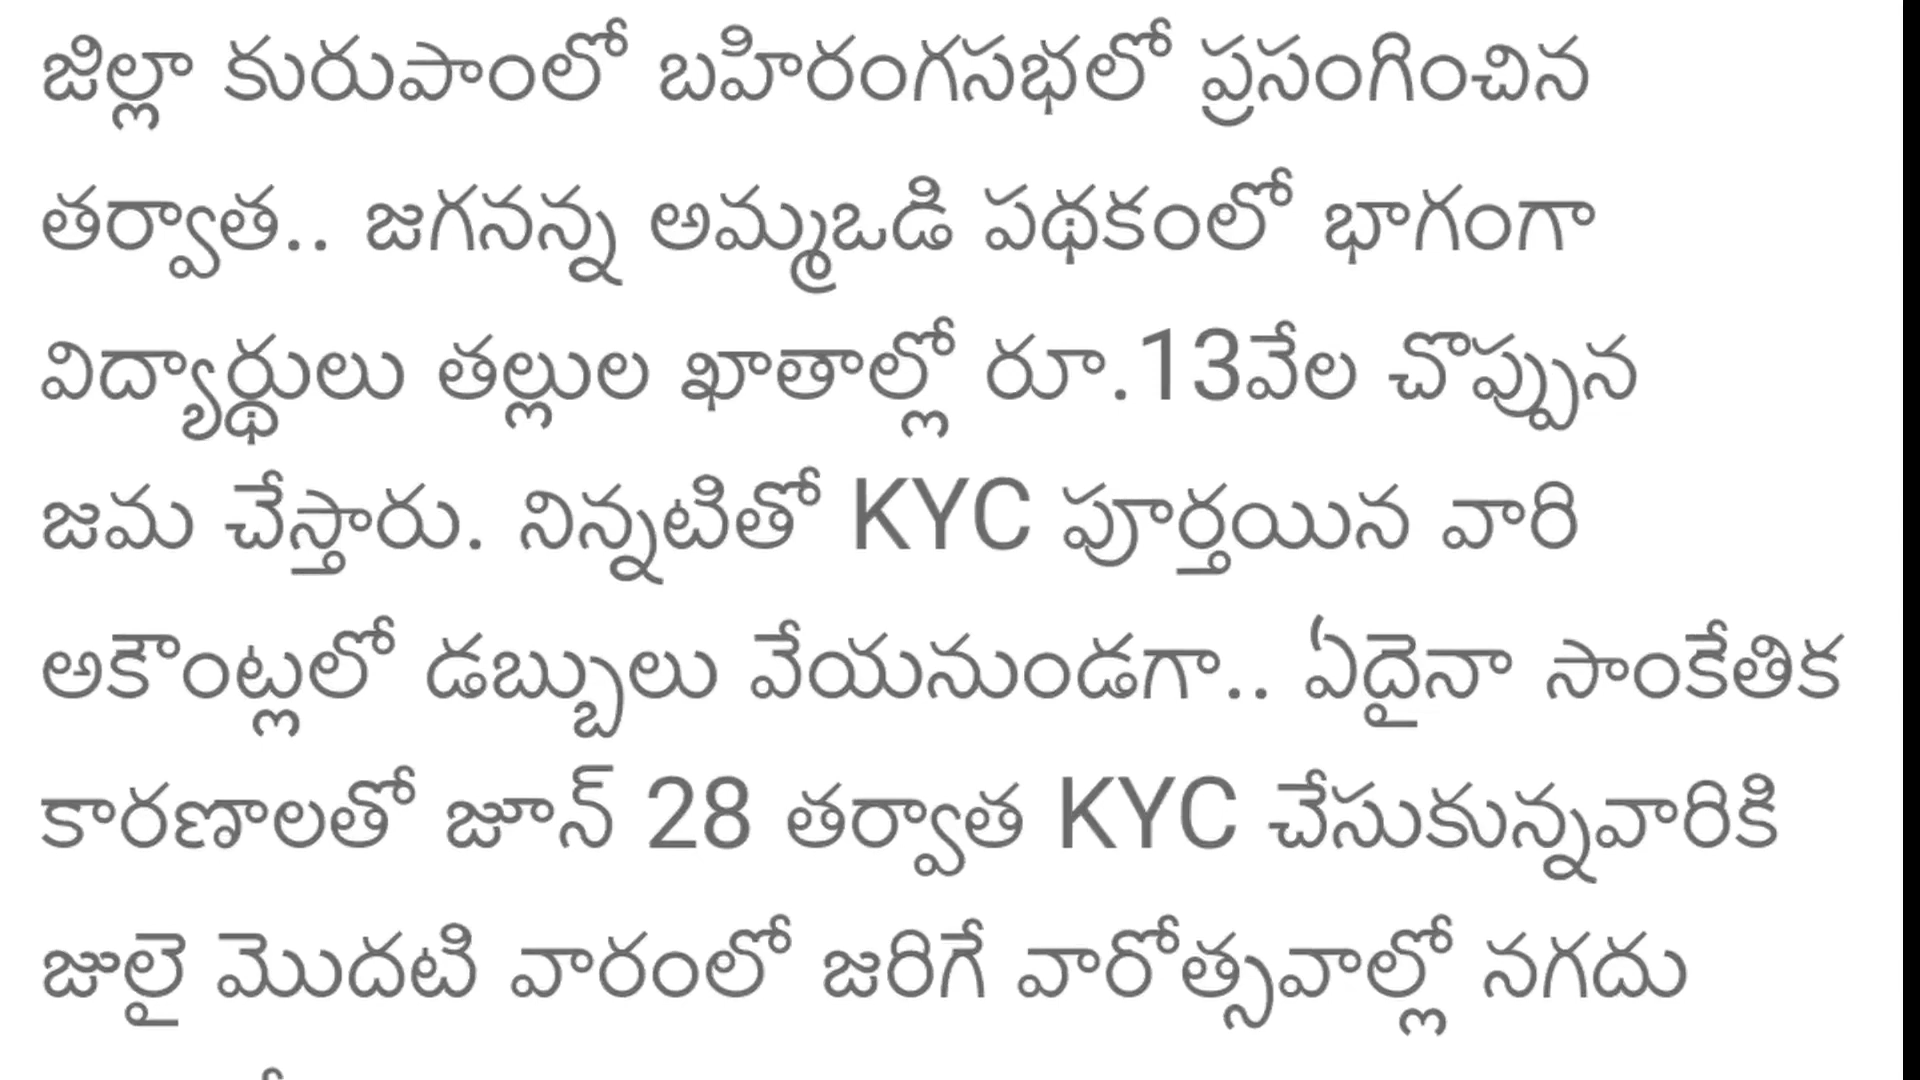 జిల్లా కురుపాంలో బహిరంగసభలో ప్రసంగించిన
తర్వాత.. జగనన్న అమ్మఒడి పథకంలో భాగంగా
విద్యార్థులు తల్లుల ఖాతాల్లో రూ.13వేల చొప్పున
జమ చేస్తారు. నిన్నటితో KYC పూర్తయిన వారి
అకౌంట్లలో డబ్బులు వేయనుండగా.. ఏదైనా సాంకేతిక
కారణాలతో జూన్ 28 తర్వాత KYC చేసుకున్నవారికి
జులై మొదటి వారంలో జరిగే వారోత్సవాల్లో నగదు